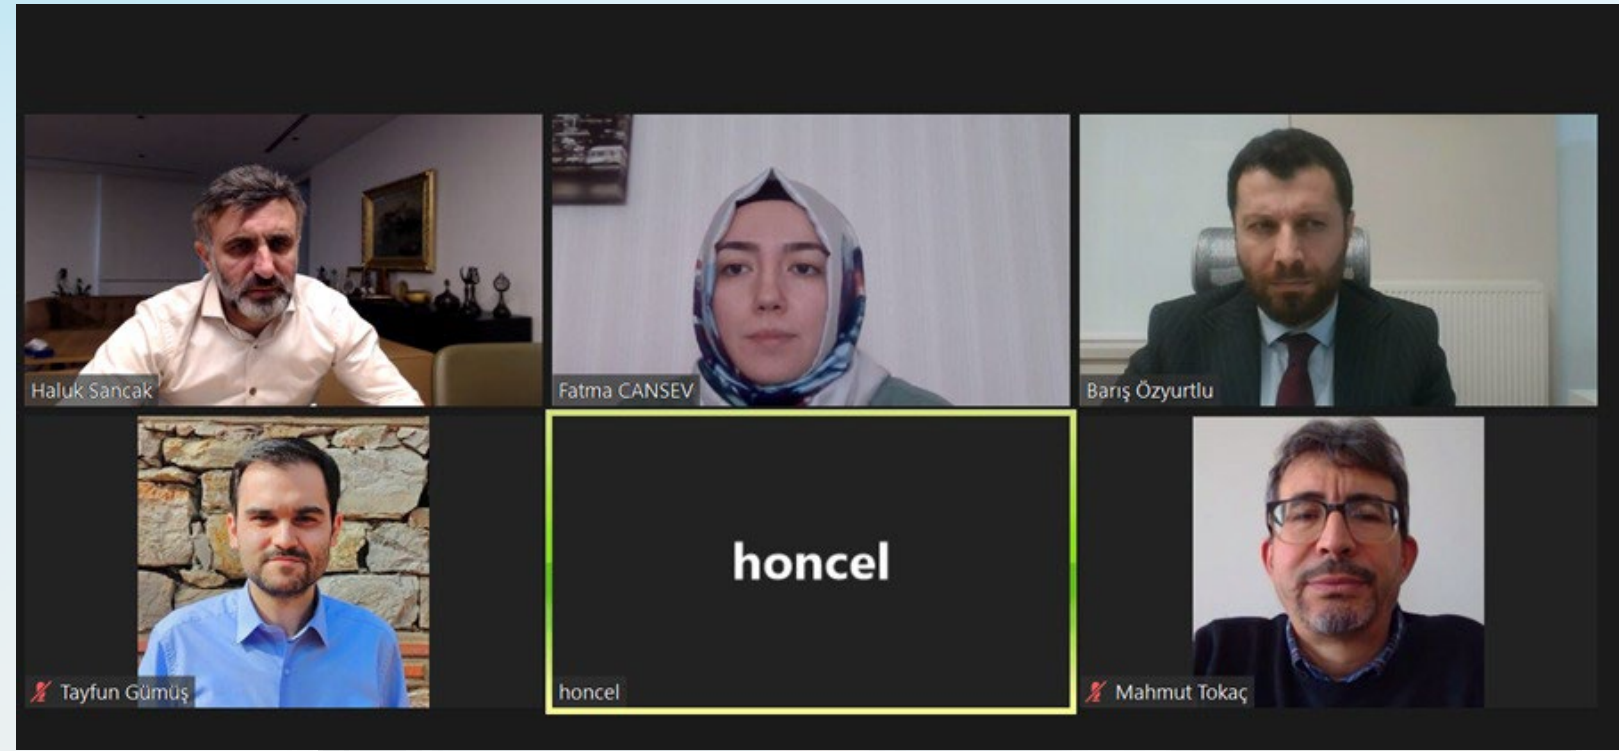 Haluk Sancak
Fatma CANSEV
Barış Özyurtlu
Tayfun Gümüş
honcel
honcel
Mahmut Tokaç